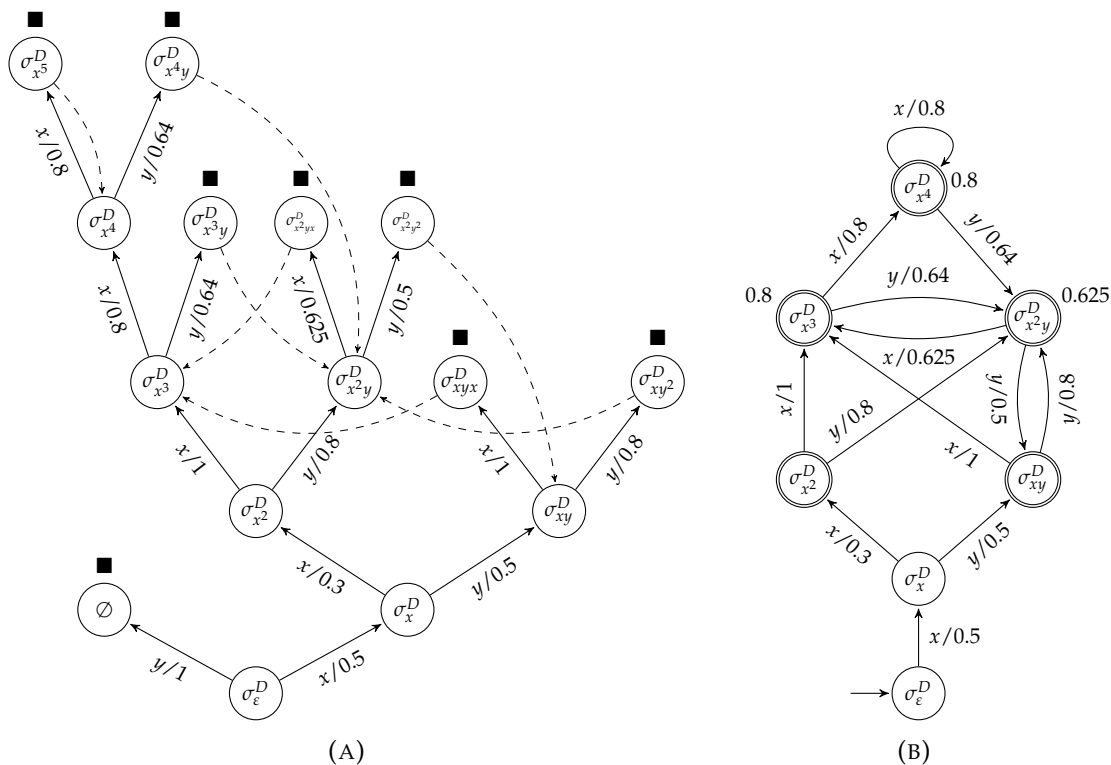 σ^D_{x^5} σ^D_{x^4y}
x/0.8 y/0.64
σ^D_{x^4} σ^D_{x^3y} σ^D_{x^2yx} σ^D_{x^2y^2}
x/0.8 y/0.64 x/0.625 y/0.5
σ^D_{x^3} σ^D_{x^2y} σ^D_{xyx} σ^D_{xy^2}
x/1 y/0.8 x/1 y/0.8
σ^D_{x^2} σ^D_{xy}
x/0.3 y/0.5
∅ σ^D_x
y/1 x/0.5
σ^D_ε
(A)
x/0.8
σ^D_{x^4} 0.8
x/0.8 y/0.64
y/0.64
0.8 σ^D_{x^3} σ^D_{x^2y} 0.625
x/0.625
x/1 y/0.8 x/1 y/0.5 y/0.8
σ^D_{x^2} σ^D_{xy}
x/0.3 y/0.5
σ^D_x
x/0.5
σ^D_ε
(B)